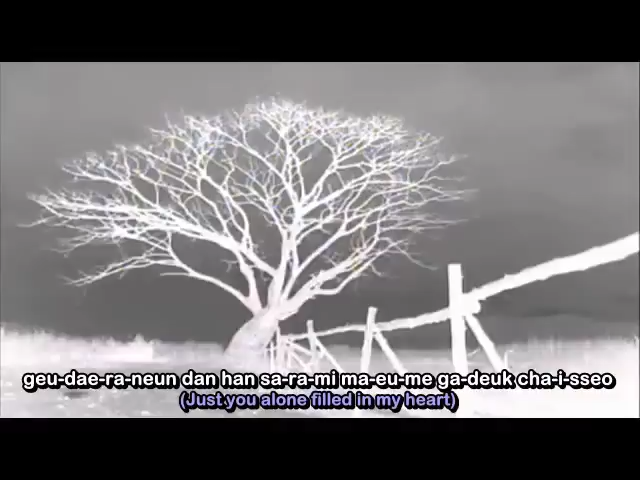 geu-dae-ra-neun dan han sa-ra-mi ma-eu-me ga-deuk cha-i-sseo
(Just you alone filled in my heart)